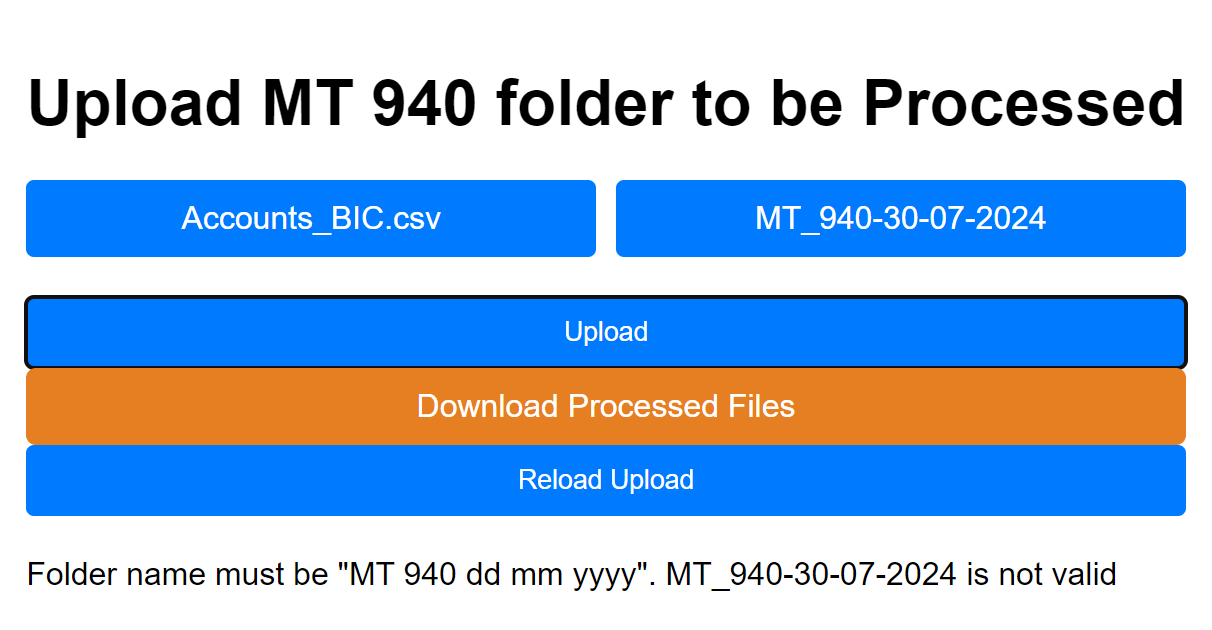 Upload MT 940 folder to be Processed
Accounts_BIC.csv
MT_940-30-07-2024
Upload
Download Processed Files
Reload Upload
Folder name must be "MT 940 dd mm yyyy". MT_940-30-07-2024 is not valid